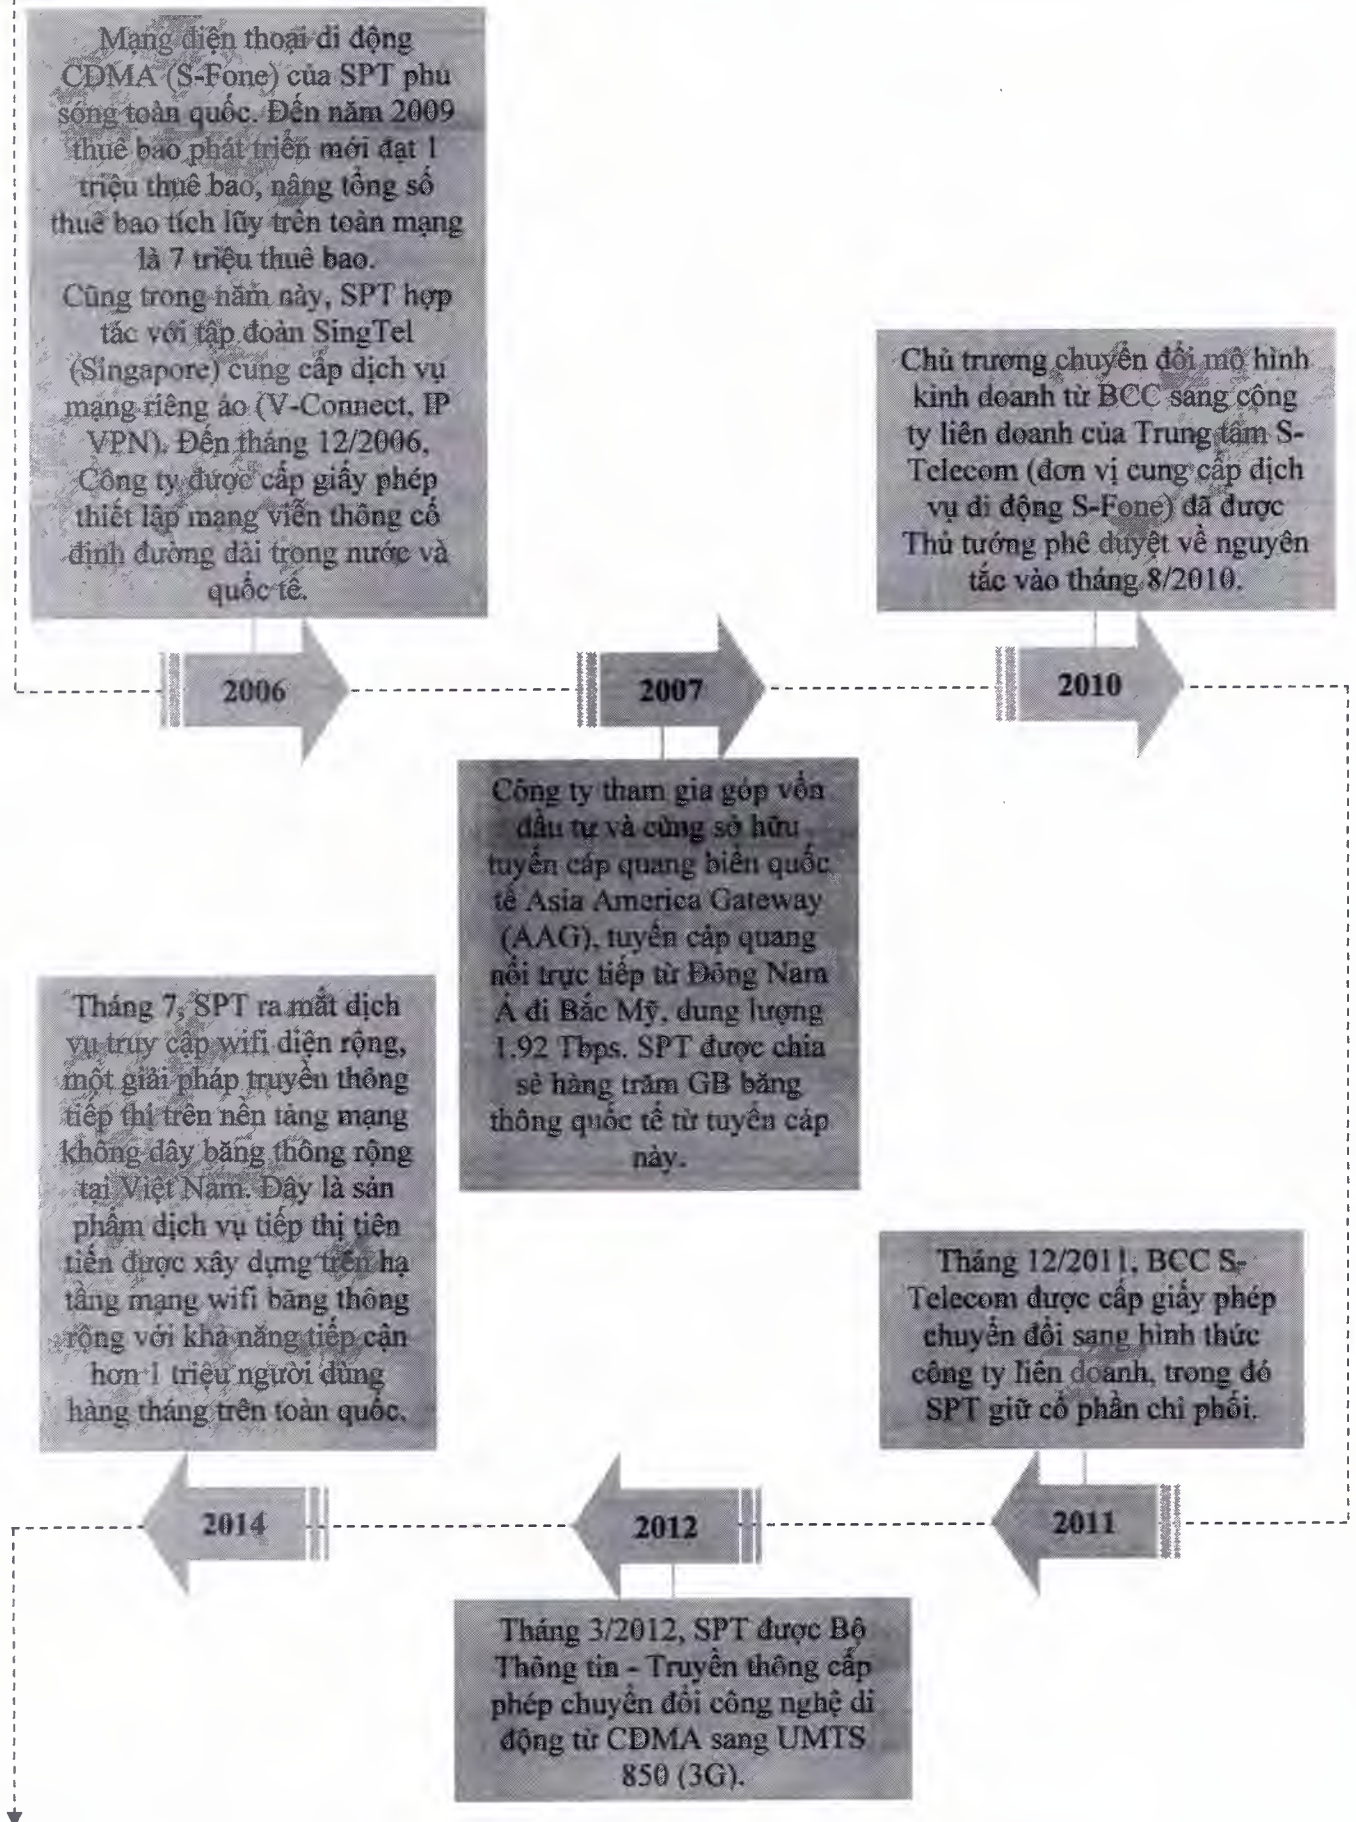 Mạng điện thoại di động
CDMA (S-Fone) của SPT phủ
sóng toàn quốc. Đến năm 2009
thuê bao phát triển mới đạt 1
triệu thuê bao, nâng tổng số
thuê bao tích lũy trên toàn mạng
là 7 triệu thuê bao.
Cũng trong năm này, SPT hợp
tác với tập đoàn SingTel
(Singapore) cung cấp dịch vụ
mạng riêng ảo (V-Connect, IP
VPN). Đến tháng 12/2006,
Công ty được cấp giấy phép
thiết lập mạng viễn thông cố
định đường dài trong nước và
quốc tế.
2006
2007
Công ty tham gia góp vốn
đầu tư và cùng sở hữu
tuyến cáp quang biển quốc
tế Asia America Gateway
(AAG), tuyến cáp quang
nối trực tiếp từ Đông Nam
Á đi Bắc Mỹ, dung lượng
1.92 Tbps. SPT được chia
sẻ hàng trăm GB băng
thông quốc tế từ tuyến cáp
này.
Chủ trương chuyển đổi mô hình
kinh doanh từ BCC sang công
ty liên doanh của Trung tâm S-
Telecom (đơn vị cung cấp dịch
vụ di động S-Fone) đã được
Thủ tướng phê duyệt về nguyên
tắc vào tháng 8/2010.
2010
Tháng 12/2011, BCC S-
Telecom được cấp giấy phép
chuyển đổi sang hình thức
công ty liên doanh, trong đó
SPT giữ cổ phần chi phối.
2011
2012
Tháng 3/2012, SPT được Bộ
Thông tin - Truyền thông cấp
phép chuyển đổi công nghệ di
động từ CDMA sang UMTS
850 (3G).
Tháng 7, SPT ra mắt dịch
vụ truy cập wifi diện rộng,
một giải pháp truyền thông
tiếp thị trên nền tảng mạng
không dây băng thông rộng
tại Việt Nam. Đây là sản
phẩm dịch vụ tiếp thị tiên
tiến được xây dựng trên hạ
tầng mạng wifi băng thông
rộng với khả năng tiếp cận
hơn 1 triệu người dùng
hàng tháng trên toàn quốc.
2014